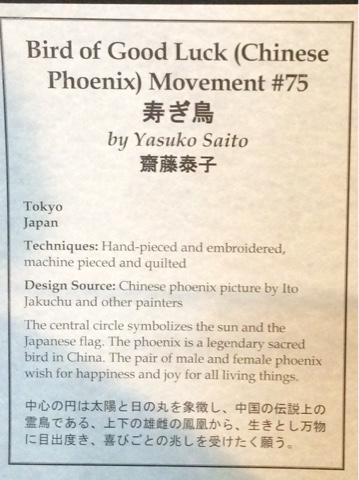 Bird of Good Luck (Chinese
Phoenix) Movement #75
寿ぎ鳥
by Yasuko Saito
齋藤泰子
Tokyo
Japan
Techniques: Hand-pieced and embroidered,
machine pieced and quilted
Design Source: Chinese phoenix picture by Ito
Jakuchu and other painters
The central circle symbolizes the sun and the
Japanese flag. The phoenix is a legendary sacred
bird in China. The pair of male and female phoenix
wish for happiness and joy for all living things.
中心の円は太陽と日の丸を象徴し、中国の伝説上の
霊鳥である、上下の雄雌の鳳凰から、生きとし万物
に目出度き、喜びごとの兆しを受けたく願う。